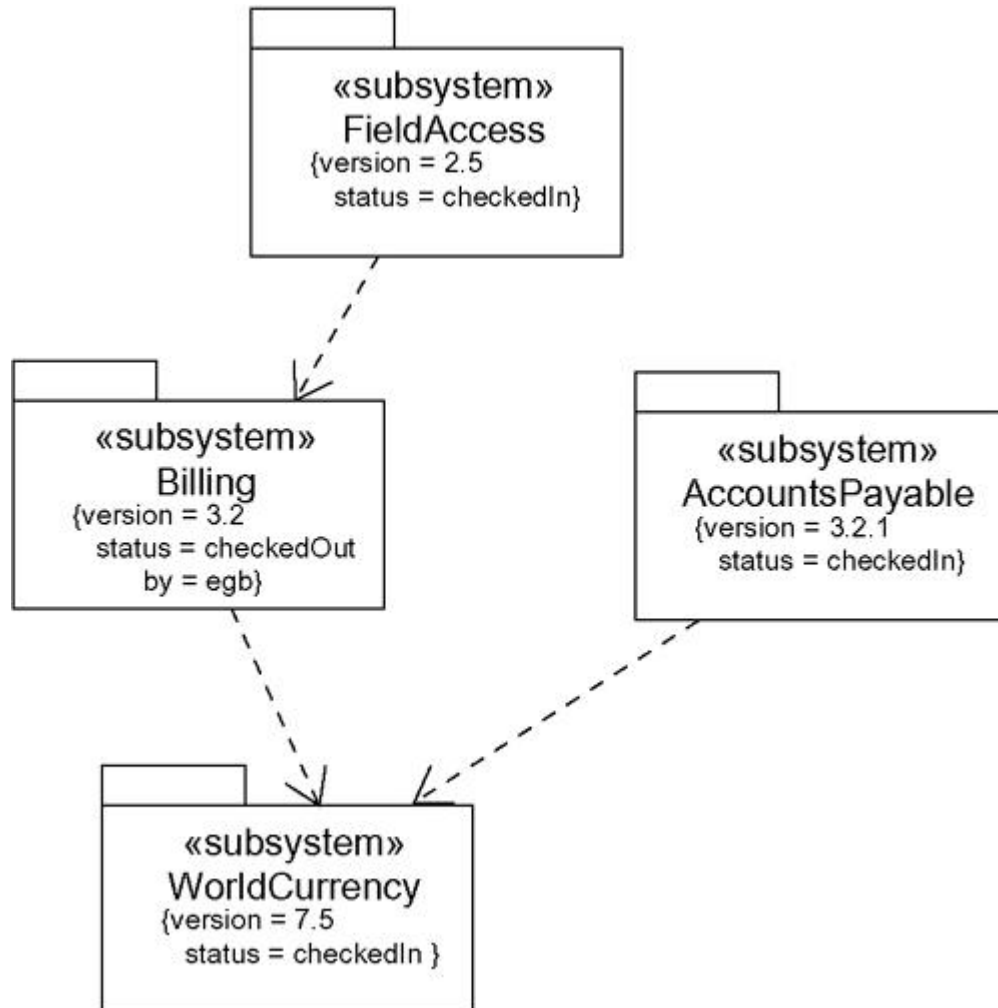 «subsystem»
FieldAccess
{version = 2.5
status = checkedIn}
«subsystem»
Billing
{version = 3.2
status = checkedOut
by = egb}
«subsystem»
AccountsPayable
{version = 3.2.1
status = checkedIn}
«subsystem»
WorldCurrency
{version = 7.5
status = checkedIn }